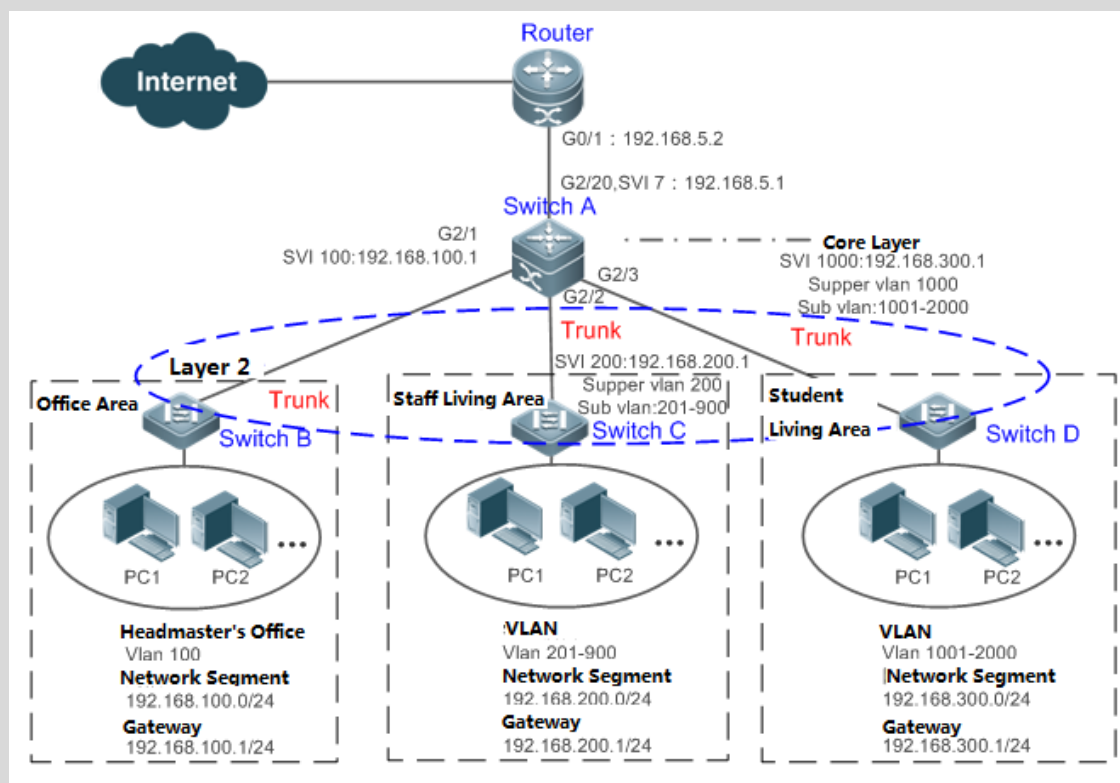 Router
Internet
G0/1 : 192.168.5.2
G2/20,SVI 7 : 192.168.5.1
Switch A
G2/1
SVI 100:192.168.100.1
G2/3
G2/2
Core Layer
SVI 1000:192.168.300.1
Supper vlan 1000
Sub vlan:1001-2000
Trunk
Trunk
Layer 2
SVI 200:192.168.200.1
Supper vlan 200
Sub vlan:201-900
Office Area
Trunk
Switch B
Staff Living Area
Switch C
Student
Living Area
Switch D
PC1
PC2
...
PC1
PC2
...
PC1
PC2
...
Headmaster's Office
Vlan 100
Network Segment
192.168.100.0/24
Gateway
192.168.100.1/24
VLAN
Vlan 201-900
Network Segment
192.168.200.0/24
Gateway
192.168.200.1/24
VLAN
Vlan 1001-2000
Network Segment
192.168.300.0/24
Gateway
192.168.300.1/24